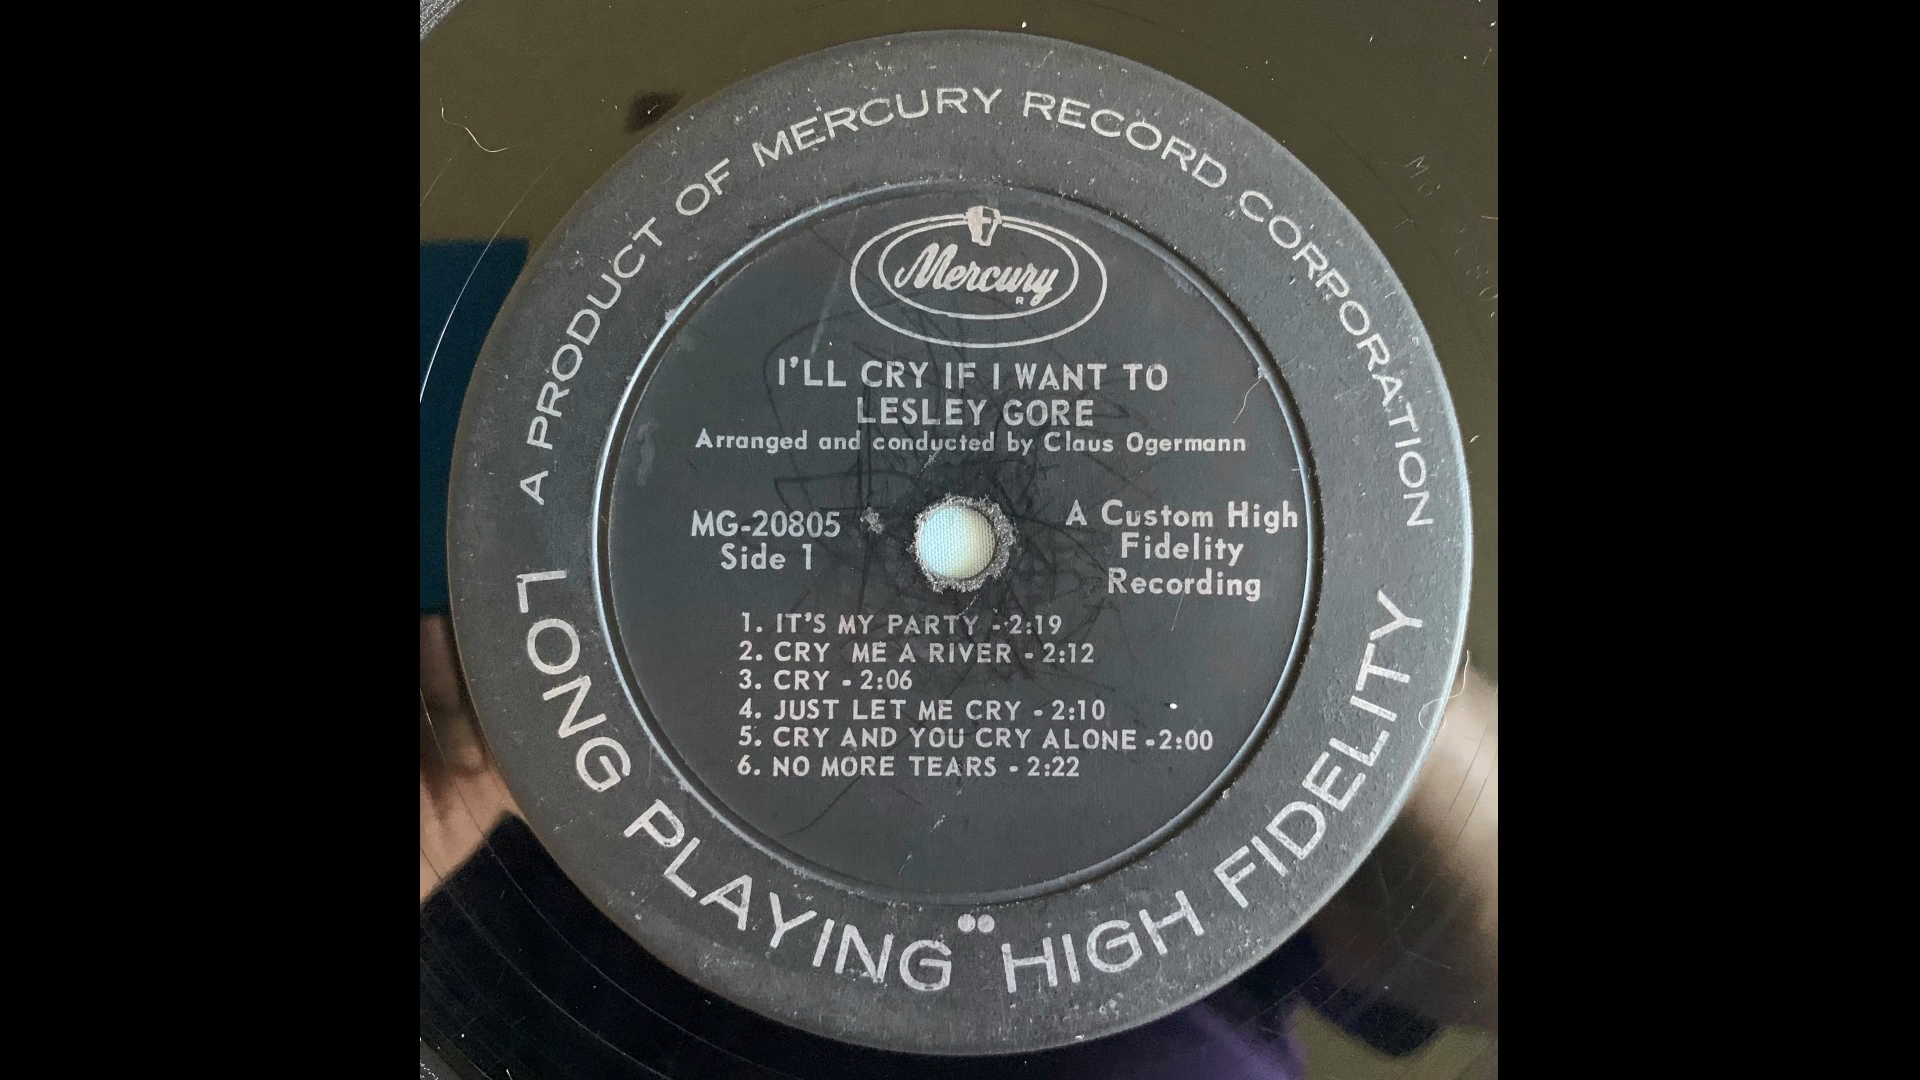 A PRODUCT OF MERCURY RECORD CORPORATION
Mercury
R
I'LL CRY IF I WANT TO
LESLEY GORE
Arranged and conducted by Claus Ogermann
MG-20805
Side 1
A Custom High
Fidelity
Recording
1. IT'S MY PARTY - 2:19
2. CRY ME A RIVER - 2:12
3. CRY - 2:06
4. JUST LET ME CRY - 2:10
5. CRY AND YOU CRY ALONE - 2:00
6. NO MORE TEARS - 2:22
LONG PLAYING HIGH FIDELITY